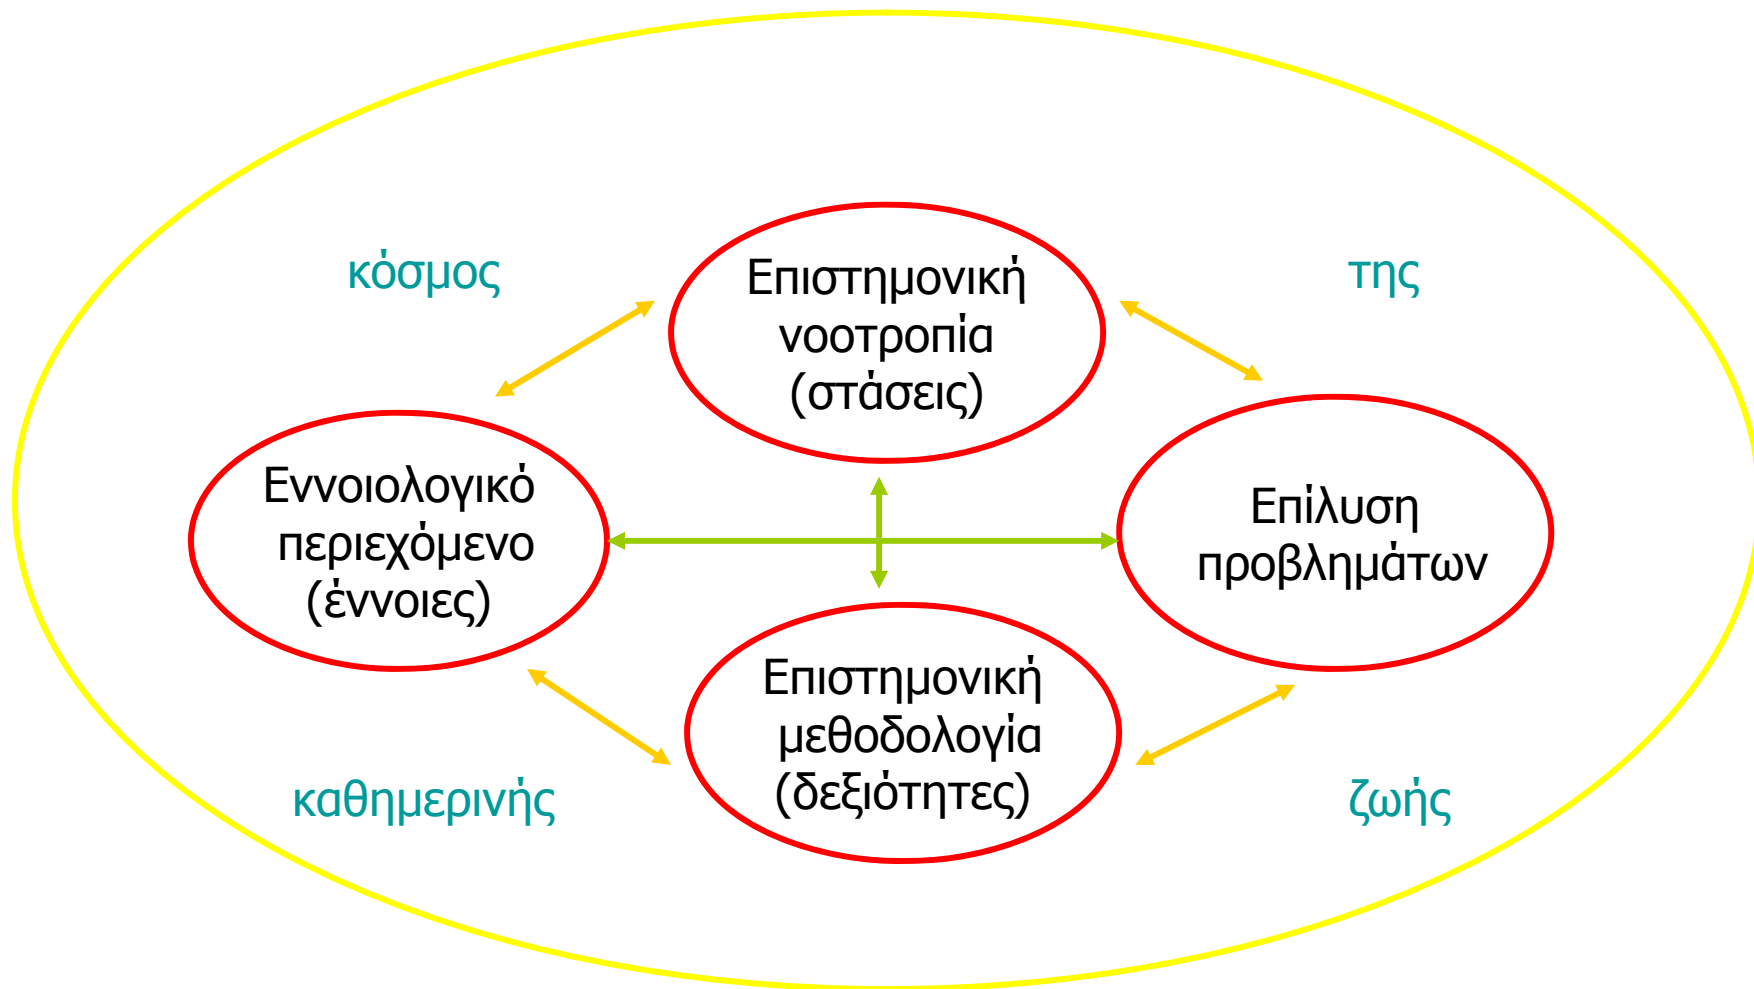 κόσμος
της
Επιστημονική
νοοτροπία
(στάσεις)
Εννοιολογικό
περιεχόμενο
(έννοιες)
Επίλυση
προβλημάτων
Επιστημονική
μεθοδολογία
(δεξιότητες)
καθημερινής
ζωής